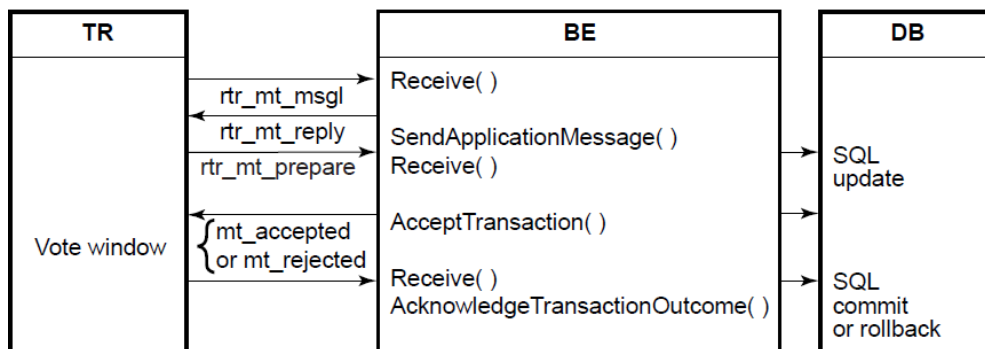 TR
BE
DB
Receive( )
rtr_mt_msgl
rtr_mt_reply
SendApplicationMessage( )
rtr_mt_prepare
Receive( )
SQL
update
AcceptTransaction( )
Vote window
mt_accepted
or mt_rejected
Receive( )
AcknowledgeTransactionOutcome( )
SQL
commit
or rollback